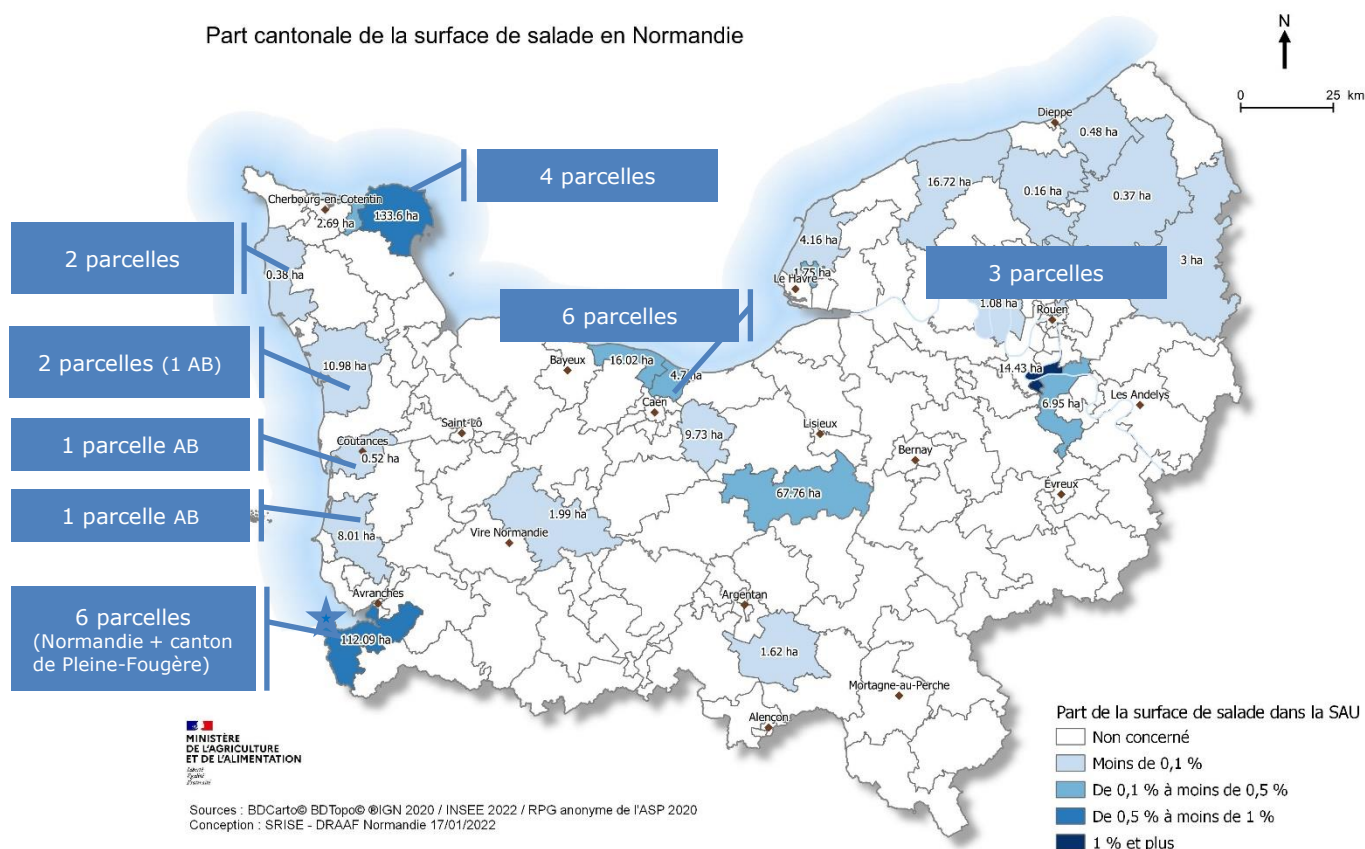 Part cantonale de la surface de salade en Normandie
N
0 25 km
Dieppe
0.48 ha
4 parcelles
16.72 ha
0.16 ha
0.37 ha
Cherbourg-en-Cotentin
133.6 ha
2.69 ha
4.16 ha
2 parcelles
0.38 ha
1.75 ha
Le Havre
3 parcelles
3 ha
1.08 ha
Rouen
6 parcelles
2 parcelles (1 AB)
10.98 ha
Bayeux
16.02 ha
4.7 ha
Caen
14.43 ha
6.95 ha
Les Andelys
1 parcelle AB
Coutances
0.52 ha
Saint-Lô
9.73 ha
Lisieux
Bernay
Évreux
67.76 ha
1 parcelle AB
8.01 ha
1.99 ha
Vire Normandie
6 parcelles
(Normandie + canton
de Pleine-Fougère)
Avranches
112.09 ha
Argentan
1.62 ha
Mortagne-au-Perche
Alençon
MINISTÈRE
DE L'AGRICULTURE
ET DE L'ALIMENTATION
Liberté
Égalité
Fraternité
Sources : BDCarto© BDTopo© ®IGN 2020 / INSEE 2022 / RPG anonyme de l'ASP 2020
Conception : SRISE - DRAAF Normandie 17/01/2022
Part de la surface de salade dans la SAU
Non concerné
Moins de 0,1 %
De 0,1 % à moins de 0,5 %
De 0,5 % à moins de 1 %
1 % et plus